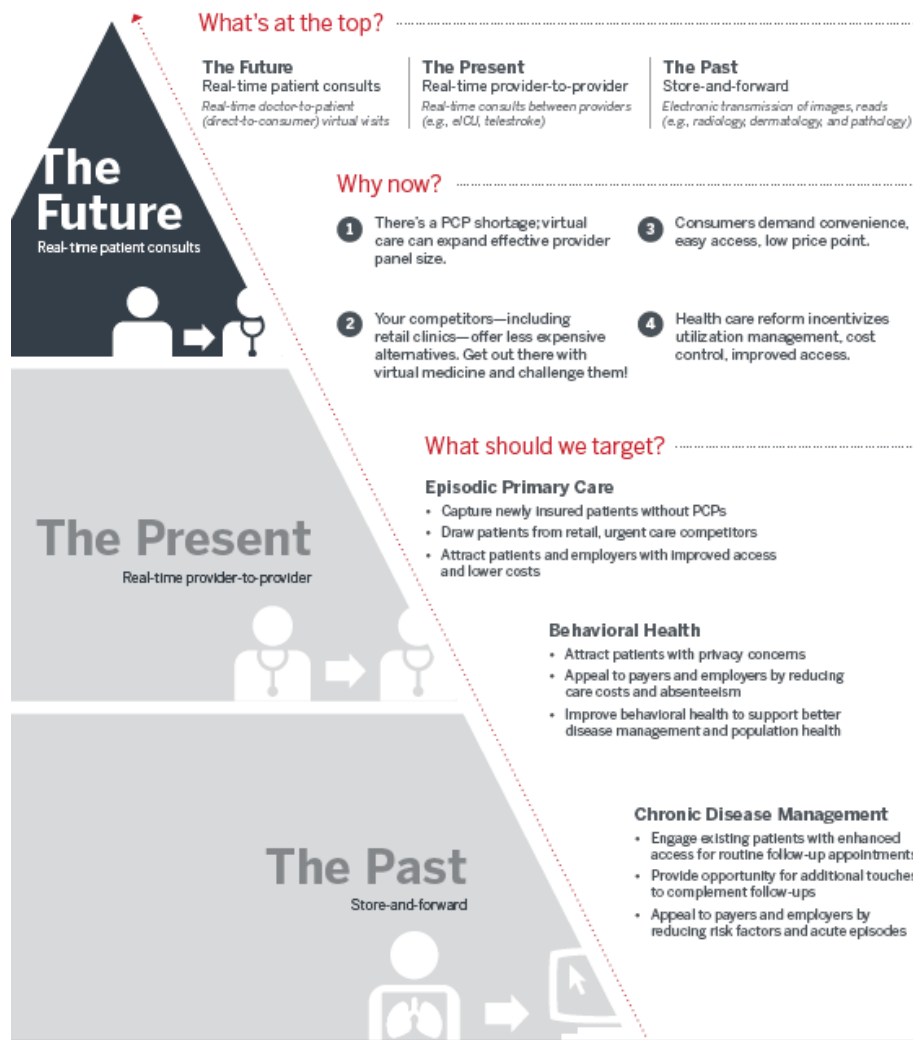 What's at the top?
The Future
Real-time patient consults
Real-time doctor-to-patient
(direct-to-consumer) virtual visits
The Present
Real-time provider-to-provider
Real-time consults between providers
(e.g., eICU, telestroke)
The Past
Store-and-forward
Electronic transmission of images, reads
(e.g., radiology, dermatology, and pathology)
The
Future
Real-time patient consults
Why now?
1
There's a PCP shortage; virtual
care can expand effective provider
panel size.
2
Your competitors—including
retail clinics—offer less expensive
alternatives. Get out there with
virtual medicine and challenge them!
3
Consumers demand convenience,
easy access, low price point.
4
Health care reform incentivizes
utilization management, cost
control, improved access.
The Present
Real-time provider-to-provider
What should we target?
Episodic Primary Care
• Capture newly insured patients without PCPs
• Draw patients from retail, urgent care competitors
• Attract patients and employers with improved access
and lower costs
Behavioral Health
• Attract patients with privacy concerns
• Appeal to payers and employers by reducing
care costs and absenteeism
• Improve behavioral health to support better
disease management and population health
The Past
Store-and-forward
Chronic Disease Management
• Engage existing patients with enhanced
access for routine follow-up appointments
• Provide opportunity for additional touches
to complement follow-ups
• Appeal to payers and employers by
reducing risk factors and acute episodes